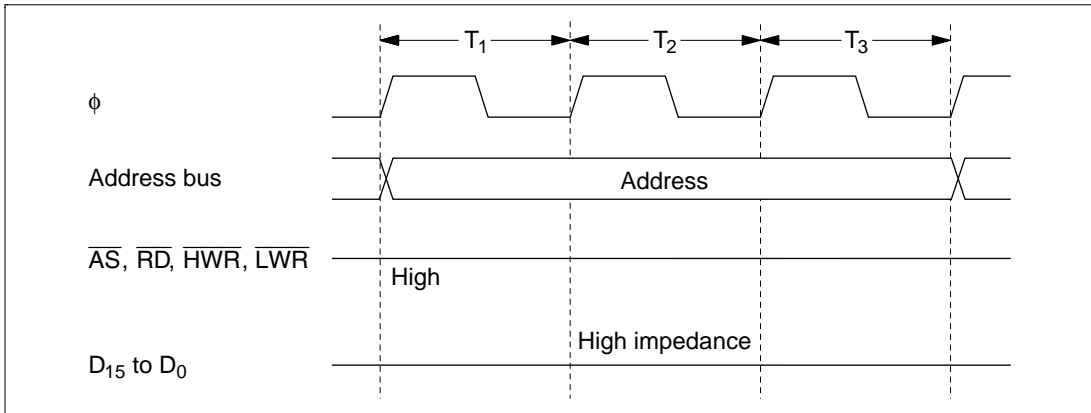 T1 T2 T3
φ
Address bus
Address
AS, RD, HWR, LWR
High
High impedance
D15 to D0